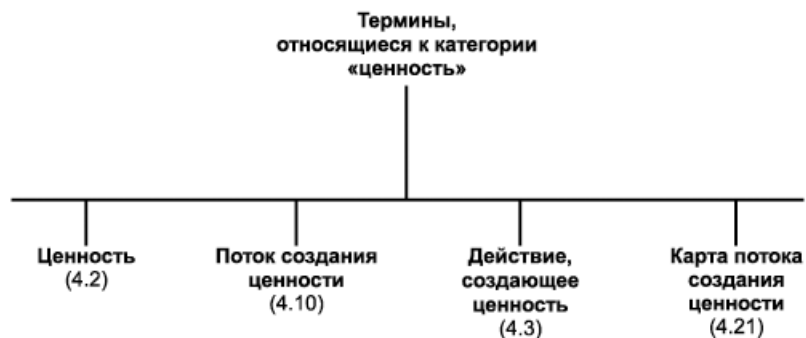 Термины,
относящиеся к категории
«ценность»
Ценность
(4.2)
Поток создания
ценности
(4.10)
Действие,
создающее
ценность
(4.3)
Карта потока
создания
ценности
(4.21)